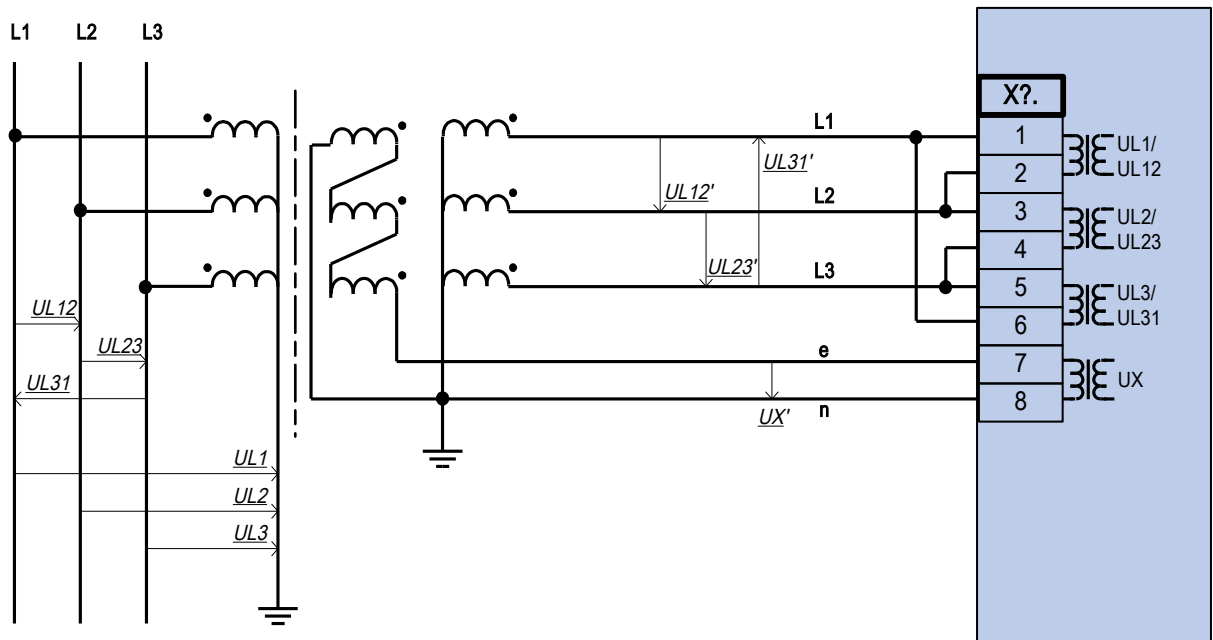 L1 L2 L3
X?.
L1
1
UL1/
UL31'
2
UL12
UL12'
L2
3
UL2/
4
UL23
UL23'
L3
5
UL3/
UL12
6
UL31
UL23
e
7
UL31
UX
n
8
UX'
UL1
UL2
UL3